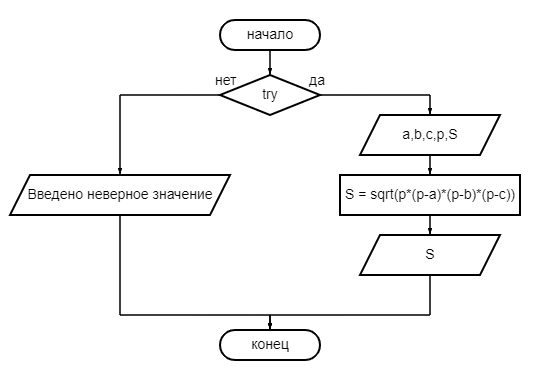 начало
нет
да
try
a,b,c,p,S
Введено неверное значение
S = sqrt(p*(p-a)*(p-b)*(p-c))
S
конец